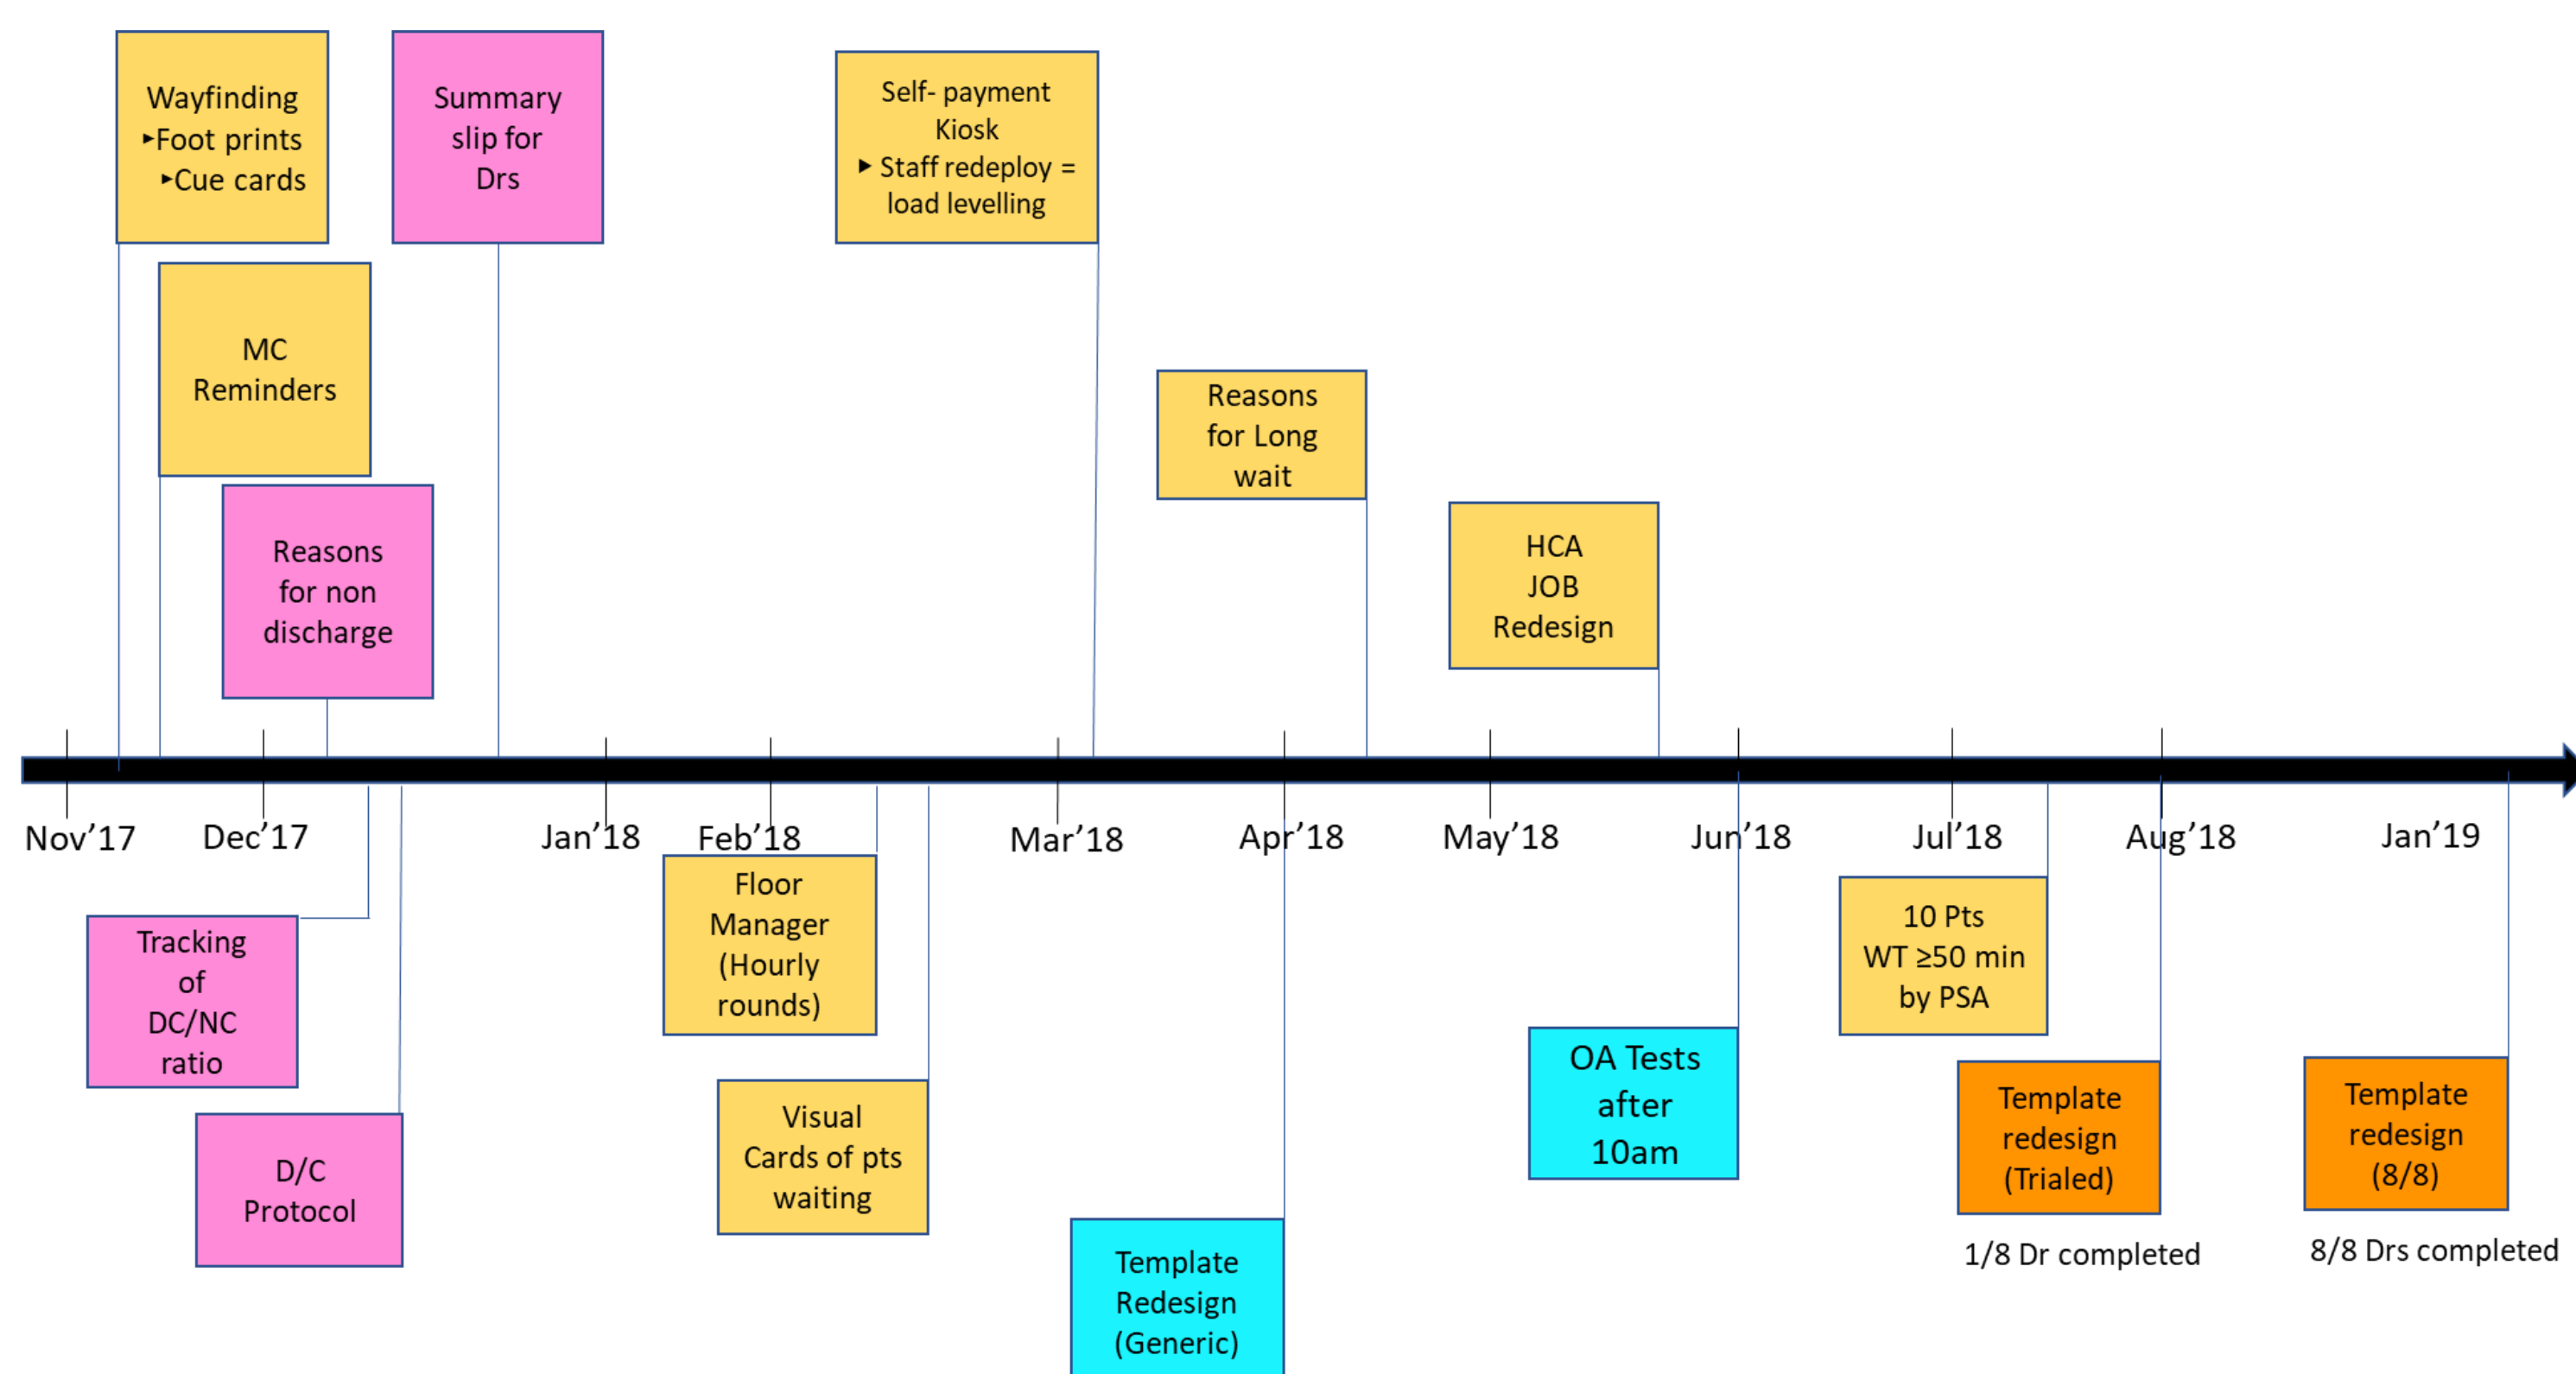 Wayfinding
▸Foot prints
▸Cue cards
Summary
slip for
Drs
Self- payment
Kiosk
▸ Staff redeploy =
load levelling
MC
Reminders
Reasons
for Long
wait
Reasons
for non
discharge
HCA
JOB
Redesign
Nov’17
Dec’17
Jan’18
Feb’18
Mar’18
Apr’18
May’18
Jun’18
Jul’18
Aug’18
Jan’19
Tracking
of
DC/NC
ratio
D/C
Protocol
Floor
Manager
(Hourly
rounds)
Visual
Cards of pts
waiting
Template
Redesign
(Generic)
OA Tests
after
10am
10 Pts
WT ≥50 min
by PSA
Template
redesign
(Trialed)
1/8 Dr completed
Template
redesign
(8/8)
8/8 Drs completed